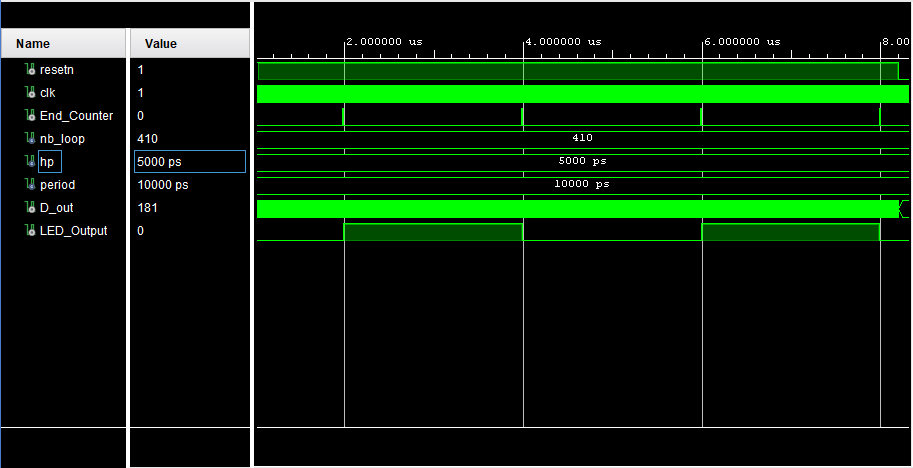 Name Value
2.000000 us 4.000000 us 6.000000 us 8.00
resetn 1
clk 1
End_Counter 0
nb_loop 410 410
hp 5000 ps 5000 ps
period 10000 ps 10000 ps
D_out 181
LED_Output 0